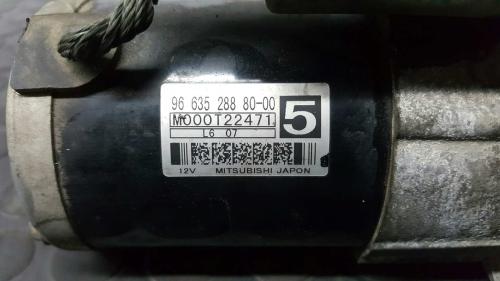 96 635 288 80-00
M000T22471
5
L6 07
12V MITSUBISHI JAPON